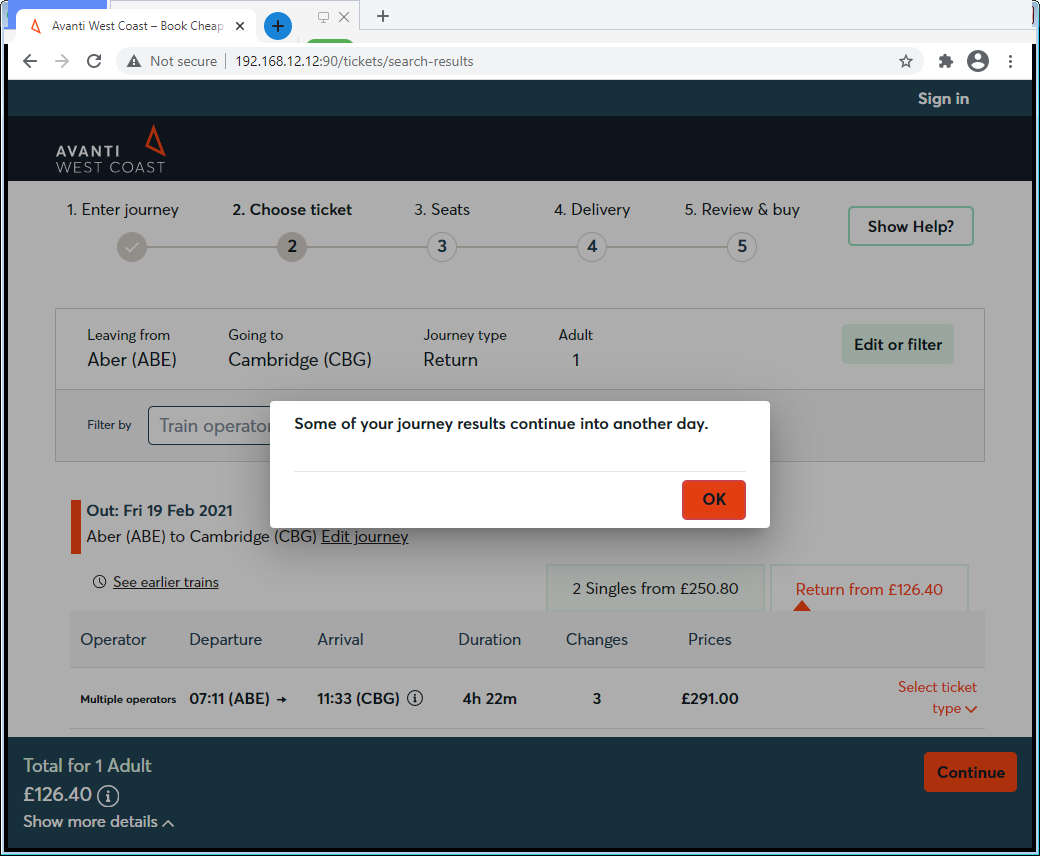 Avanti West Coast – Book Cheap
Not secure
192.168.12.12:90/tickets/search-results
Sign in
AVANTI
WEST COAST
1. Enter journey
2. Choose ticket
3. Seats
4. Delivery
5. Review & buy
2
3
4
5
Show Help?
Leaving from
Going to
Journey type
Adult
Aber (ABE)
Cambridge (CBG)
Return
1
Edit or filter
Filter by
Train operator
Some of your journey results continue into another day.
OK
Out: Fri 19 Feb 2021
Aber (ABE) to Cambridge (CBG) Edit journey
See earlier trains
2 Singles from £250.80
Return from £126.40
Operator
Departure
Arrival
Duration
Changes
Prices
Multiple operators
07:11 (ABE) →
11:33 (CBG)
4h 22m
3
£291.00
Select ticket
type
Total for 1 Adult
£126.40
Show more details
Continue